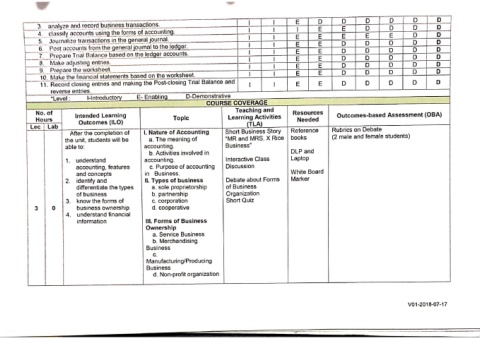 3. analyze and record business transactions. I I E D D D D D D
4. classify accounts using the forms of accounting. I I I E E D D D D
5. Journalize transactions in the general journal. I I E E E D D D D
6. Post accounts from the general journal to the ledger. I I E E D D D D D
7. Prepare Trial Balance based on the ledger accounts. I I E E D D D D D
8. Make adjusting entries. I I E E D D D D D
9. Prepare the worksheet I I E E D D D D D
10. Make the financial statements based on the worksheet. I I E E D D D D D
11. Record closing entries and making the Post-closing Trial Balance and reverse entries. I I E E D D D D D
*Level: I-Introductory E- Enabling D-Demonstrative
COURSE COVERAGE
No. of Hours
Lec Lab
Intended Learning Outcomes (ILO)
Topic
Teaching and Learning Activities (TLA)
Resources Needed
Outcomes-based Assessment (OBA)
3 0
After the completion of
the unit, students will be
able to:
1. understand
accounting, features
and concepts
2. identify and
differentiate the types
of business
3. know the forms of
business ownership
4. understand financial
information
I. Nature of Accounting
a. The meaning of
accounting.
b. Activities involved in
accounting.
c. Purpose of accounting
in Business.
II. Types of business
a. sole proprietorship
b. partnership
c. corporation
d. cooperative
III. Forms of Business
Ownership
a. Service Business
b. Merchandising
Business
c.
Manufacturing/Producing
Business
d. Non-profit organization
Short Business Story
"MR and MRS. X Rice
Business"
Interactive Class
Discussion
Debate about Forms
of Business
Organization
Short Quiz
Reference
books
DLP and
Laptop
White Board
Marker
Rubrics on Debate
(2 male and female students)
V01-2018-07-17